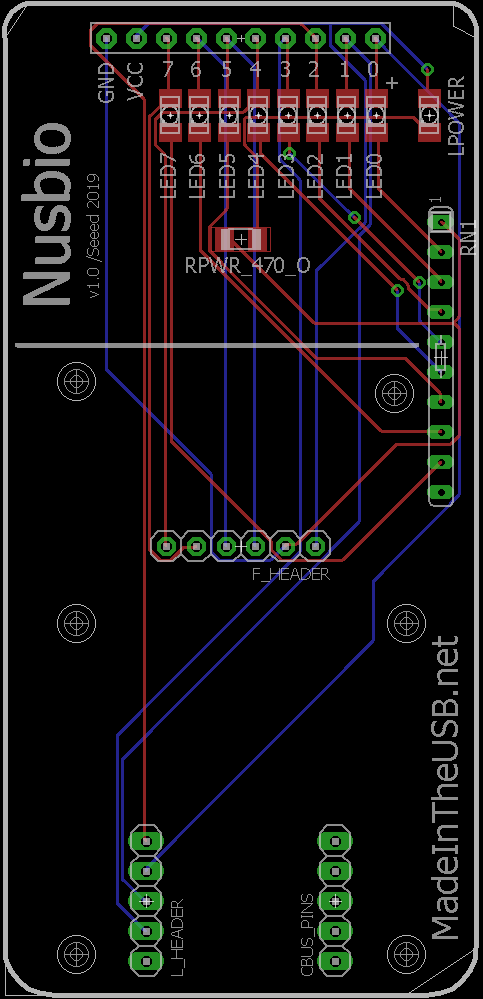 GND VCC 7 6 5 4 3 2 1 0
+
LPOWER
LED7 LED6 LED5 LED4 LED3 LED2 LED1 LED0
Nusbio
v1.0 /Seeed 2019
1
RN1
RPWR_470_O
F_HEADER
MadeInTheUSB.net
L_HEADER
CBUS_PINS